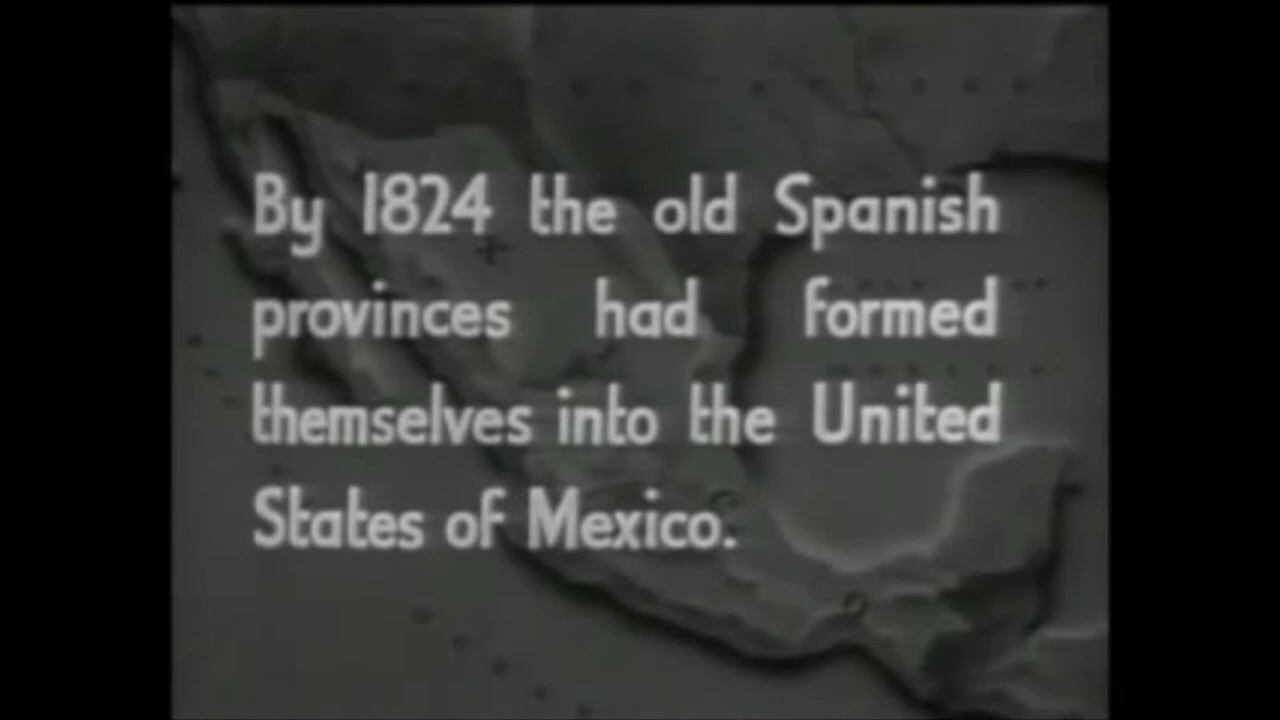 By 1824 the old Spanish
provinces had formed
themselves into the United
States of Mexico.